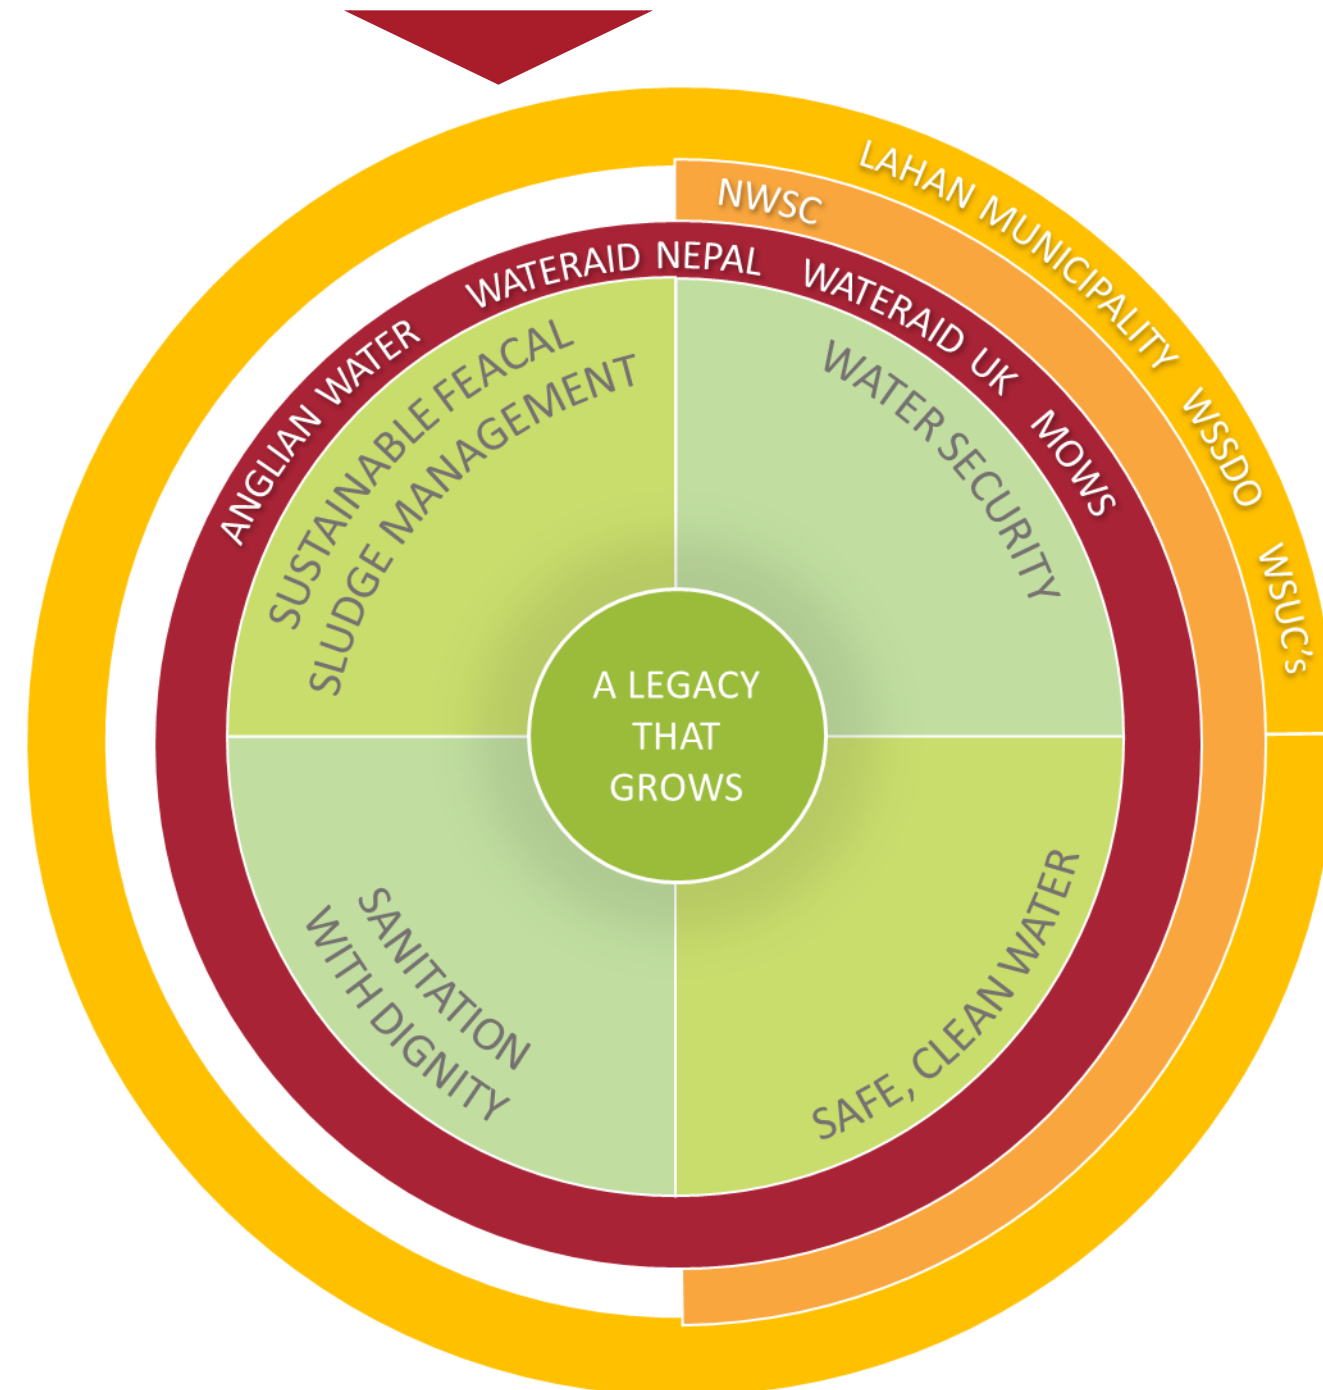 LAHAN MUNICIPALITY WSSDO WSUC's
NWSC
ANGLIAN WATER WATERAID NEPAL WATERAID UK MOWS
SUSTAINABLE FEACAL
SLUDGE MANAGEMENT
WATER SECURITY
A LEGACY
THAT
GROWS
SANITATION
WITH DIGNITY
SAFE, CLEAN WATER